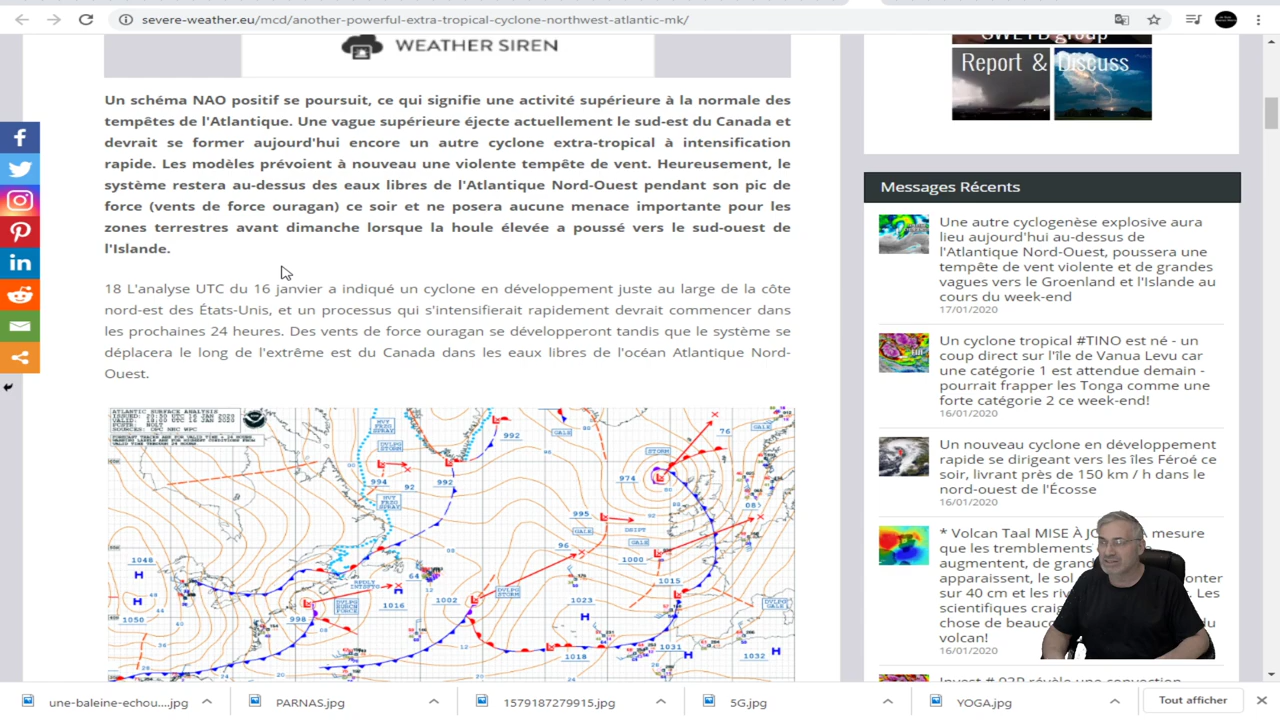 severe-weather.eu/mcd/another-powerful-extra-tropical-cyclone-northwest-atlantic-mk/
WEATHER SIREN
Un schéma NAO positif se poursuit, ce qui signifie une activité supérieure à la normale des
tempêtes de l'Atlantique. Une vague supérieure éjecte actuellement le sud-est du Canada et
devrait se former aujourd'hui encore un autre cyclone extra-tropical à intensification
rapide. Les modèles prévoient à nouveau une violente tempête de vent. Heureusement, le
système restera au-dessus des eaux libres de l'Atlantique Nord-Ouest pendant son pic de
force (vents de force ouragan) ce soir et ne posera aucune menace importante pour les
zones terrestres avant dimanche lorsque la houle élevée a poussé vers le sud-ouest de
l'Islande.
18 L'analyse UTC du 16 janvier a indiqué un cyclone en développement juste au large de la côte
nord-est des États-Unis, et un processus qui s'intensifierait rapidement devrait commencer dans
les prochaines 24 heures. Des vents de force ouragan se développeront tandis que le système se
déplacera le long de l'extrême est du Canada dans les eaux libres de l'océan Atlantique Nord-
Ouest.
ATLANTIC SURFACE ANALYSIS
992
GALE
76
STORM
974
994
92
992
995
GALE
96
GALE
1000
1048
64
1015
1016
1002
1023
1050
998
1018
1031
1032
Report & Discuss
Messages Récents
Une autre cyclogenèse explosive aura
lieu aujourd'hui au-dessus de
l'Atlantique Nord-Ouest, poussera une
tempête de vent violente et de grandes
vagues vers le Groenland et l'Islande au
cours du week-end
17/01/2020
Un cyclone tropical #TINO est né - un
coup direct sur l'île de Vanua Levu car
une catégorie 1 est attendue demain -
pourrait frapper les Tonga comme une
forte catégorie 2 ce week-end!
16/01/2020
Un nouveau cyclone en développement
rapide se dirigeant vers les îles Féroé ce
soir, livrant près de 150 km / h dans le
nord-ouest de l'Écosse
16/01/2020
* Volcan Taal MISE À mesure
que les tremblements
augmentent, de grand
apparaissent, le sol onter
sur 40 cm et les Les
scientifiques
chose de du
volcan!
16/01/2020
une-baleine-echou....jpg
PARNAS.jpg
1579187279915.jpg
5G.jpg
YOGA.jpg
Tout afficher